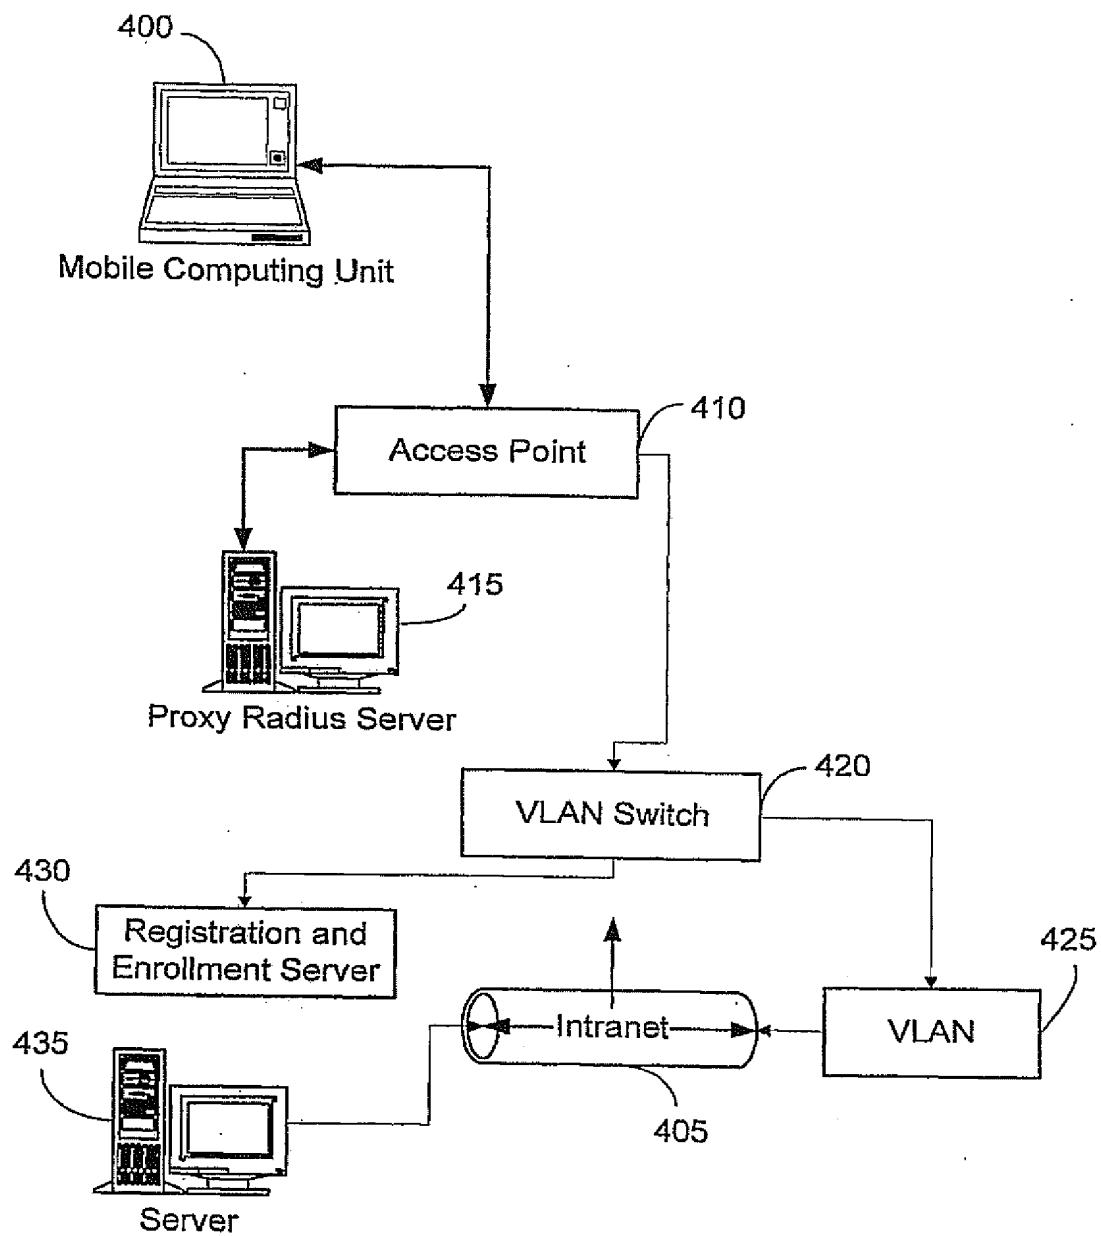 400
Mobile Computing Unit
410
Access Point
415
Proxy Radius Server
420
VLAN Switch
430
Registration and
Enrollment Server
425
VLAN
Intranet
405
435
Server